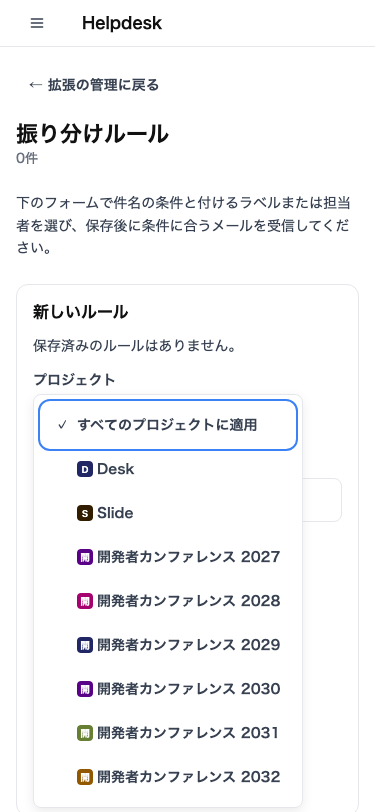 Helpdesk
← 拡張の管理に戻る
振り分けルール
0件
下のフォームで件名の条件と付けるラベルまたは担当
者を選び、保存後に条件に合うメールを受信してくだ
さい。
新しいルール
保存済みのルールはありません。
プロジェクト
✓ すべてのプロジェクトに適用
D Desk
S Slide
開 開発者カンファレンス 2027
開 開発者カンファレンス 2028
開 開発者カンファレンス 2029
開 開発者カンファレンス 2030
開 開発者カンファレンス 2031
開 開発者カンファレンス 2032